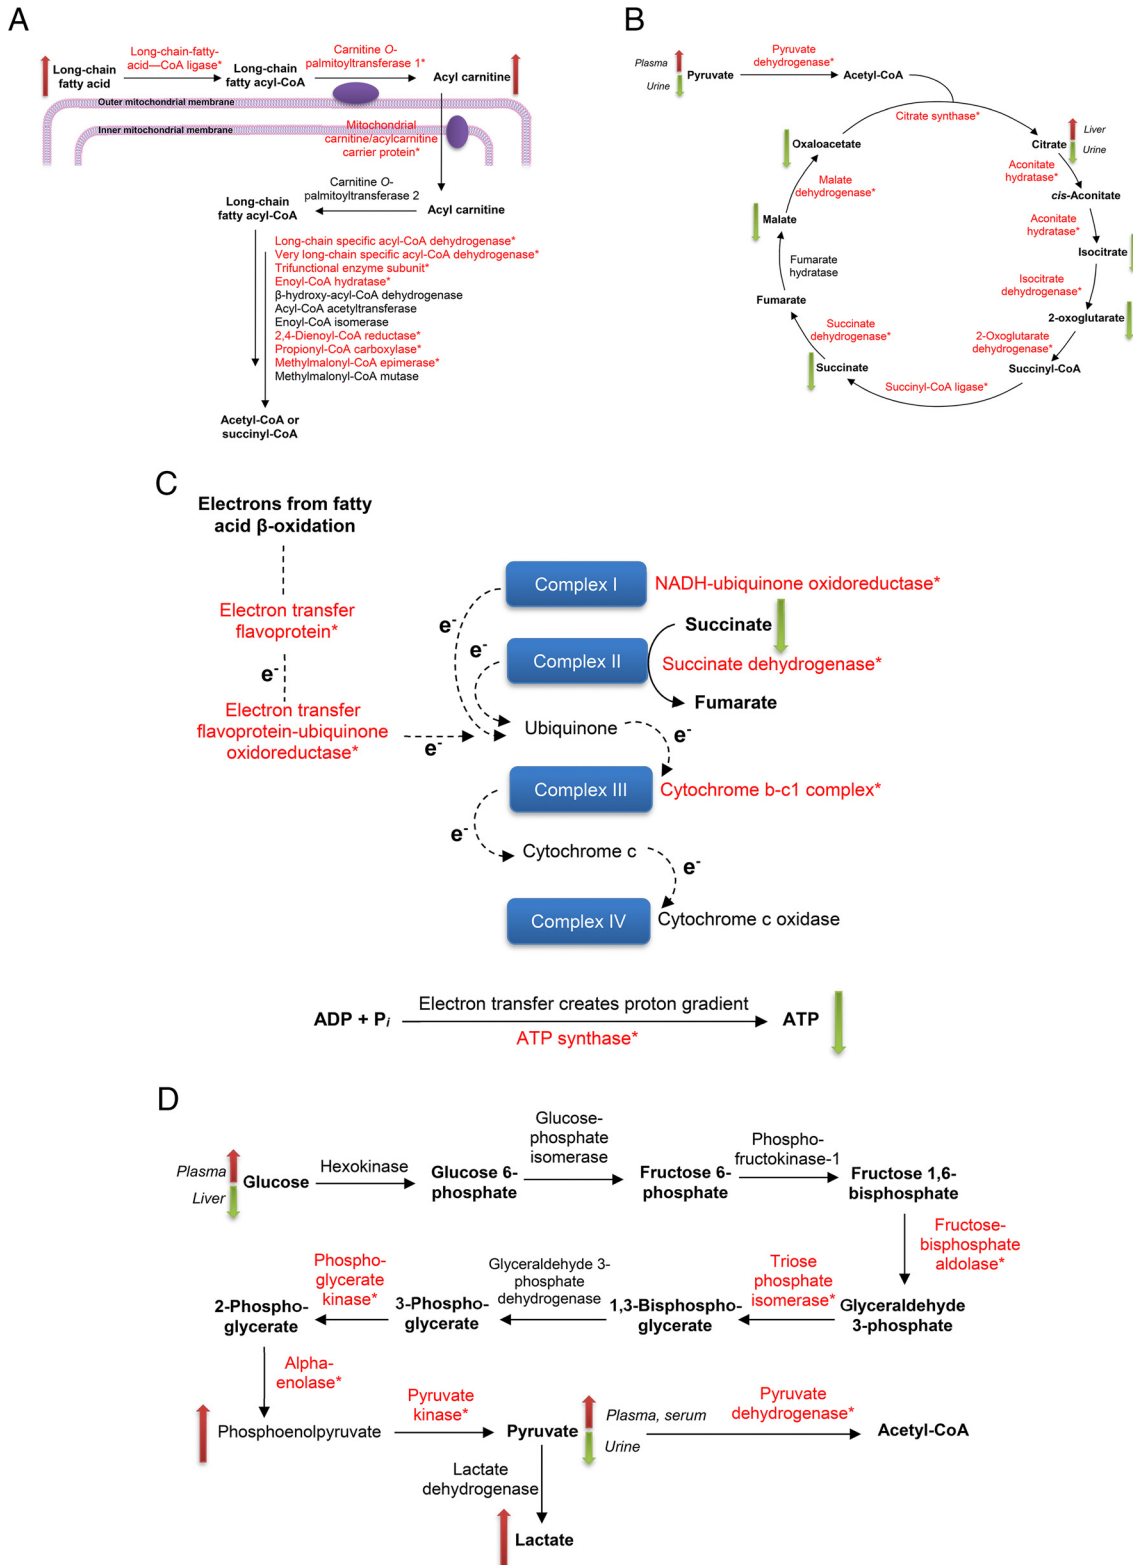 A
Long-chain
fatty acid
Long-chain-fatty-
acid—CoA ligase*
Long-chain
fatty acyl-CoA
Carnitine O-
palmitoyltransferase 1*
Acyl carnitine
Outer mitochondrial membrane
Inner mitochondrial membrane
Mitochondrial
carnitine/acylcarnitine
carrier protein*
Carnitine O-
palmitoyltransferase 2
Long-chain
fatty acyl-CoA
Acyl carnitine
Long-chain specific acyl-CoA dehydrogenase*
Very long-chain specific acyl-CoA dehydrogenase*
Trifunctional enzyme subunit*
Enoyl-CoA hydratase*
β-hydroxy-acyl-CoA dehydrogenase
Acyl-CoA acetyltransferase
Enoyl-CoA isomerase
2,4-Dienoyl-CoA reductase*
Propionyl-CoA carboxylase*
Methylmalonyl-CoA epimerase*
Methylmalonyl-CoA mutase
Acetyl-CoA or
succinyl-CoA
B
Plasma
Urine
Pyruvate
Pyruvate
dehydrogenase*
Acetyl-CoA
Citrate synthase*
Oxaloacetate
Citrate
Liver
Urine
Aconitate
hydratase*
cis-Aconitate
Malate
dehydrogenase*
Aconitate
hydratase*
Malate
Isocitrate
Fumarate
hydratase
Isocitrate
dehydrogenase*
Fumarate
2-oxoglutarate
Succinate
dehydrogenase*
2-Oxoglutarate
dehydrogenase*
Succinate
Succinyl-CoA
Succinyl-CoA ligase*
C
Electrons from fatty
acid β-oxidation
Complex I
NADH-ubiquinone oxidoreductase*
Electron transfer
flavoprotein*
e-
Succinate
e-
Complex II
Succinate dehydrogenase*
e-
Fumarate
Electron transfer
flavoprotein-ubiquinone
oxidoreductase*
e-
Ubiquinone
e-
Complex III
Cytochrome b-c1 complex*
e-
Cytochrome c
e-
Complex IV
Cytochrome c oxidase
ADP + Pi
Electron transfer creates proton gradient
ATP synthase*
ATP
D
Plasma
Liver
Glucose
Hexokinase
Glucose 6-
phosphate
Glucose-
phosphate
isomerase
Fructose 6-
phosphate
Phospho-
fructokinase-1
Fructose 1,6-
bisphosphate
Fructose-
bisphosphate
aldolase*
2-Phospho-
glycerate
Phospho-
glycerate
kinase*
3-Phospho-
glycerate
Glyceraldehyde 3-
phosphate
dehydrogenase
1,3-Bisphospho-
glycerate
Triose
phosphate
isomerase*
Glyceraldehyde
3-phosphate
Alpha-
enolase*
Phosphoenolpyruvate
Pyruvate
kinase*
Pyruvate
Plasma, serum
Urine
Pyruvate
dehydrogenase*
Acetyl-CoA
Lactate
dehydrogenase
Lactate